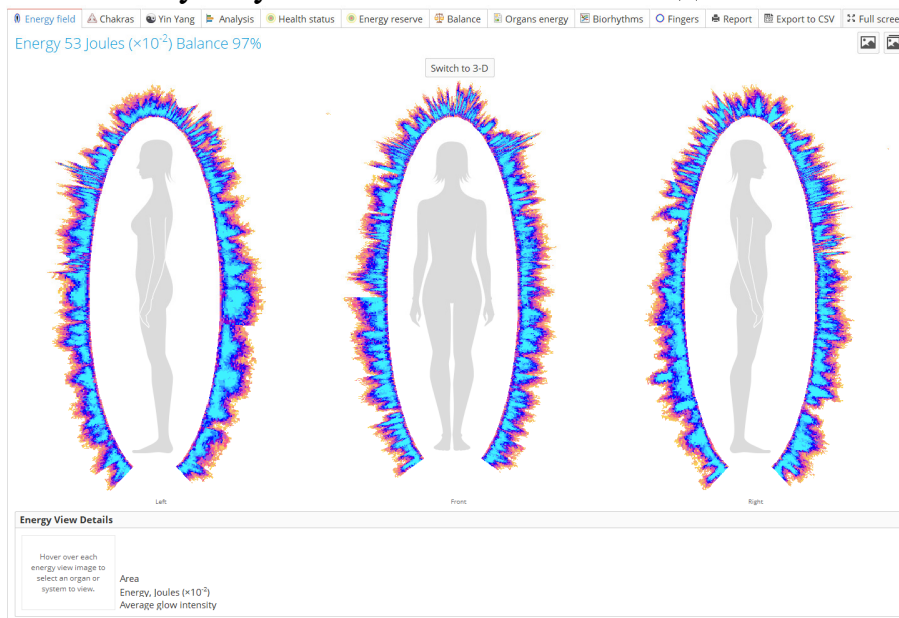 Energy field Chakras Yin Yang Analysis Health status Energy reserve Balance Organs energy Biorhythms Fingers Report Export to CSV Full scree
Energy 53 Joules (×10⁻²) Balance 97%
Switch to 3-D
Left Front Right
Energy View Details
Hover over each
energy view image to
select an organ or
system to view.
Area
Energy, Joules (×10⁻²)
Average glow intensity